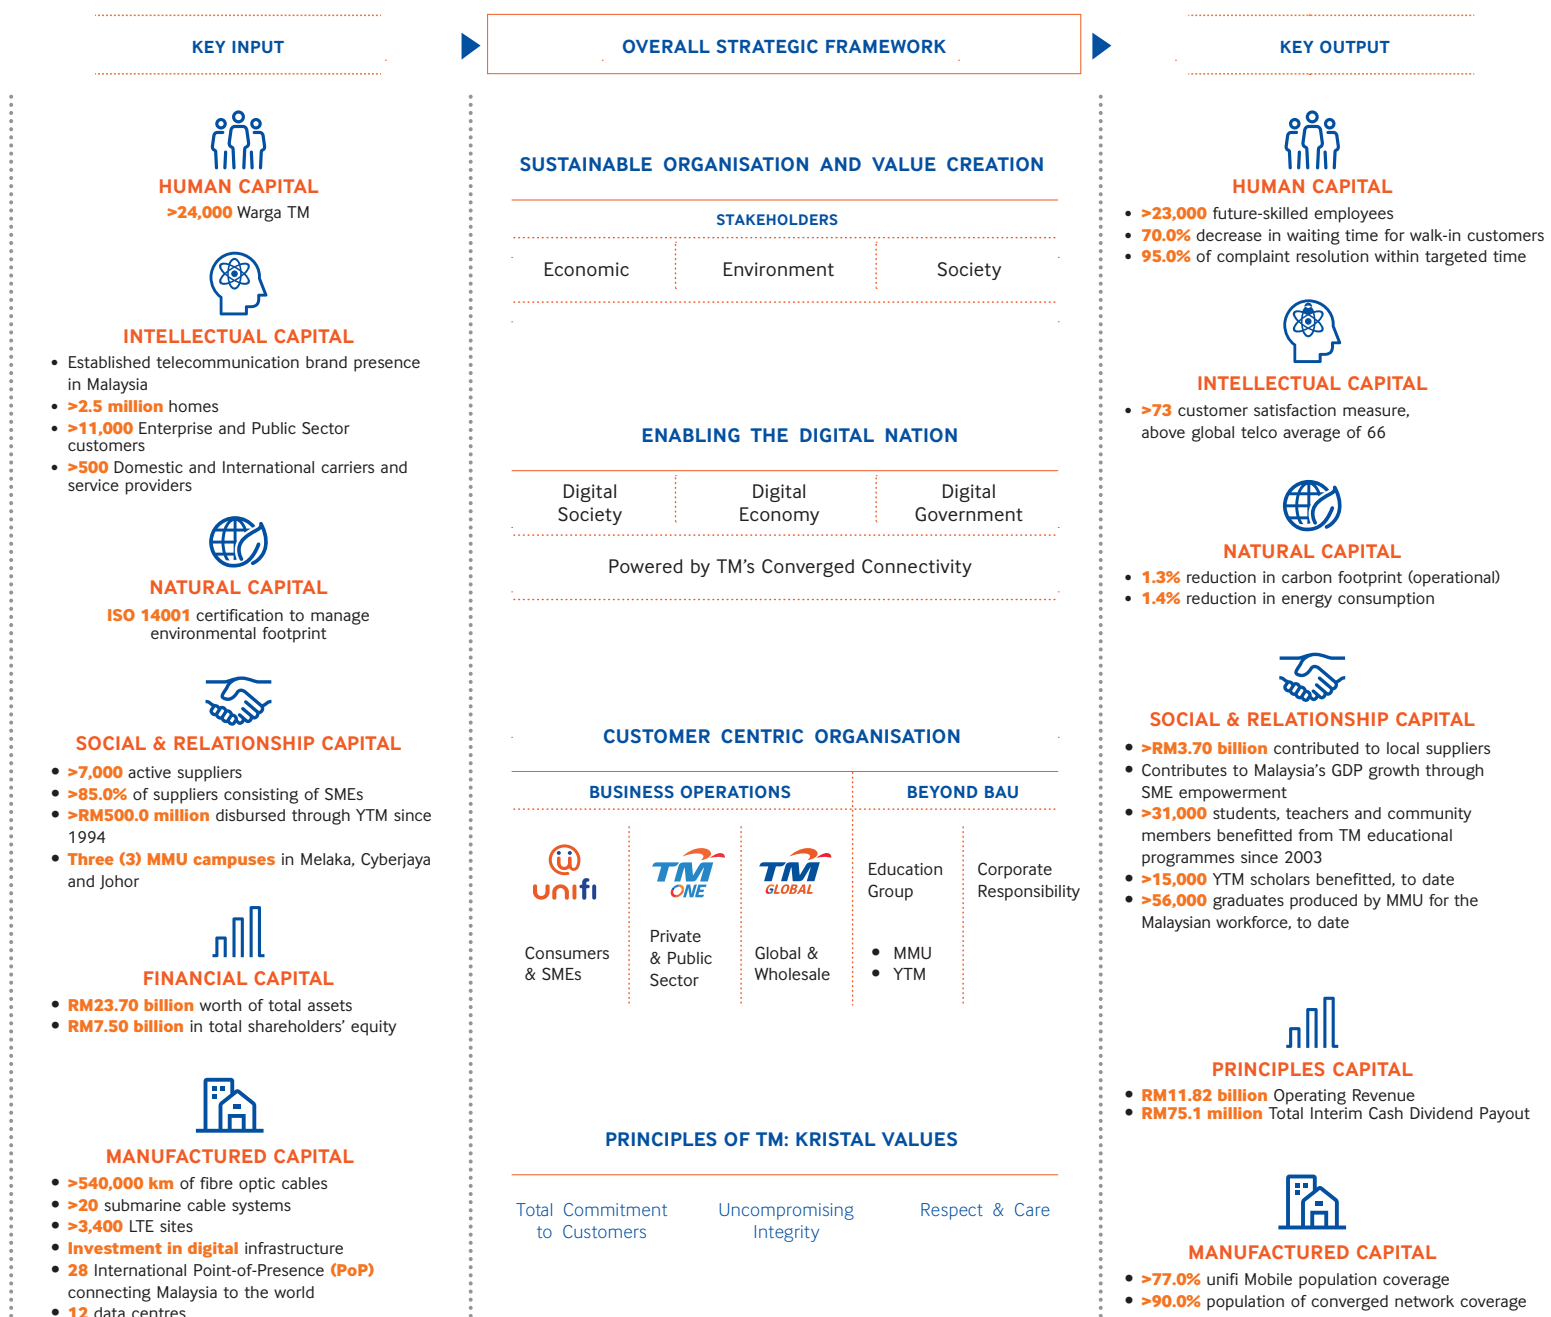 KEY INPUT
HUMAN CAPITAL
>24,000 Warga TM
INTELLECTUAL CAPITAL
• Established telecommunication brand presence
in Malaysia
• >2.5 million homes
• >11,000 Enterprise and Public Sector
customers
• >500 Domestic and International carriers and
service providers
NATURAL CAPITAL
ISO 14001 certification to manage
environmental footprint
SOCIAL & RELATIONSHIP CAPITAL
• >7,000 active suppliers
• >85.0% of suppliers consisting of SMEs
• >RM500.0 million disbursed through YTM since
1994
• Three (3) MMU campuses in Melaka, Cyberjaya
and Johor
FINANCIAL CAPITAL
• RM23.70 billion worth of total assets
• RM7.50 billion in total shareholders' equity
MANUFACTURED CAPITAL
• >540,000 km of fibre optic cables
• >20 submarine cable systems
• >3,400 LTE sites
• Investment in digital infrastructure
• 28 International Point-of-Presence (PoP)
connecting Malaysia to the world
• 12 data centres
OVERALL STRATEGIC FRAMEWORK
SUSTAINABLE ORGANISATION AND VALUE CREATION
STAKEHOLDERS
Economic
Environment
Society
ENABLING THE DIGITAL NATION
Digital
Society
Digital
Economy
Digital
Government
Powered by TM's Converged Connectivity
CUSTOMER CENTRIC ORGANISATION
BUSINESS OPERATIONS
unifi
Consumers
& SMEs
TM
ONE
Private
& Public
Sector
TM
GLOBAL
Global &
Wholesale
BEYOND BAU
Education
Group
• MMU
• YTM
Corporate
Responsibility
PRINCIPLES OF TM: KRISTAL VALUES
Total Commitment
to Customers
Uncompromising
Integrity
Respect & Care
KEY OUTPUT
HUMAN CAPITAL
• >23,000 future-skilled employees
• 70.0% decrease in waiting time for walk-in customers
• 95.0% of complaint resolution within targeted time
INTELLECTUAL CAPITAL
• >73 customer satisfaction measure,
above global telco average of 66
NATURAL CAPITAL
• 1.3% reduction in carbon footprint (operational)
• 1.4% reduction in energy consumption
SOCIAL & RELATIONSHIP CAPITAL
• >RM3.70 billion contributed to local suppliers
• Contributes to Malaysia's GDP growth through
SME empowerment
• >31,000 students, teachers and community
members benefitted from TM educational
programmes since 2003
• >15,000 YTM scholars benefitted, to date
• >56,000 graduates produced by MMU for the
Malaysian workforce, to date
PRINCIPLES CAPITAL
• RM11.82 billion Operating Revenue
• RM75.1 million Total Interim Cash Dividend Payout
MANUFACTURED CAPITAL
• >77.0% unifi Mobile population coverage
• >90.0% population of converged network coverage